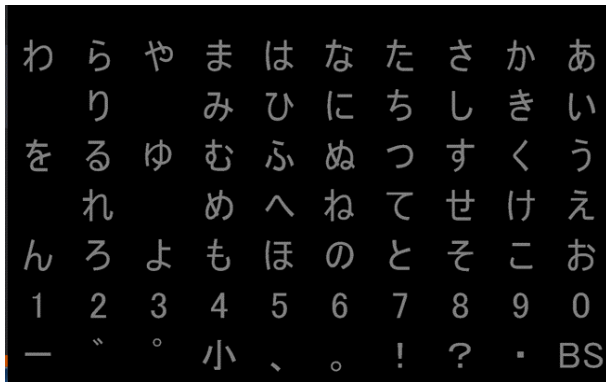 わ ら や ま は な た さ か あ
り み ひ に ち し き い
を る ゆ む ふ ぬ つ す く う
れ め へ ね て せ け え
ん ろ よ も ほ の と そ こ お
1 2 3 4 5 6 7 8 9 0
ー ゛ ゜ 小 、 。 ! ? ・ BS